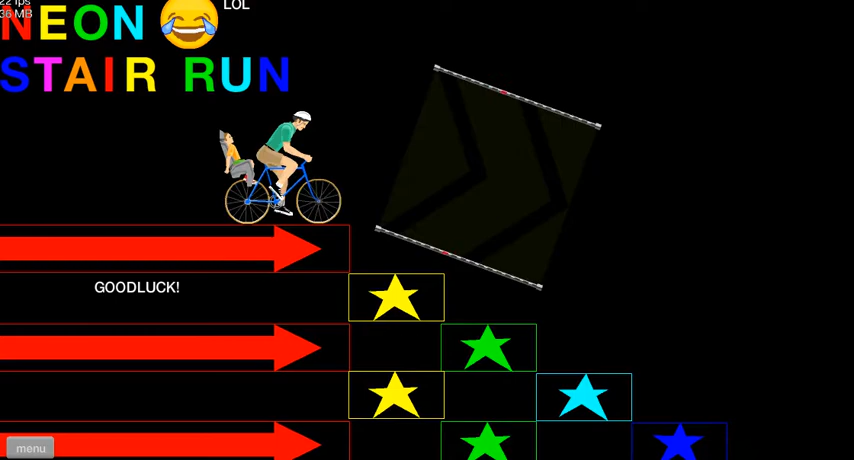 22 fps
36 MB
NEON 😂 LOL
STAIR RUN
GOODLUCK!
menu